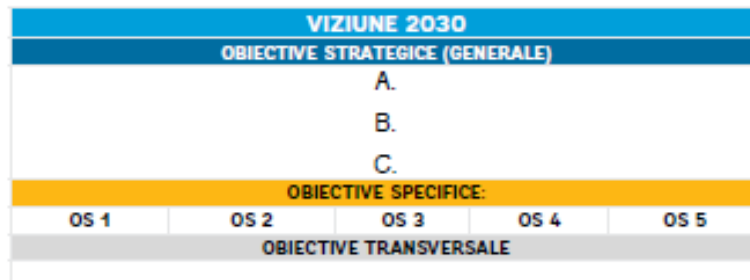 VIZIUNE 2030
OBIECTIVE STRATEGICE (GENERALE)
A.
B.
C.
OBIECTIVE SPECIFICE:
OS 1 OS 2 OS 3 OS 4 OS 5
OBIECTIVE TRANSVERSALE